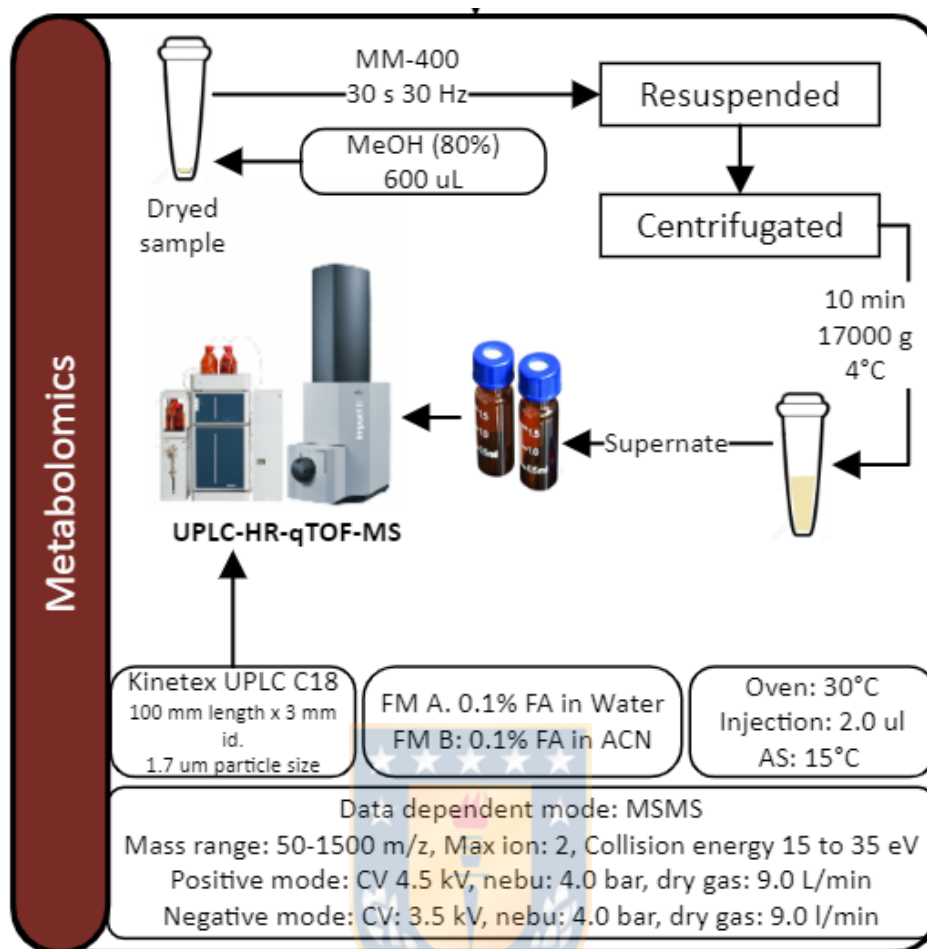 Metabolomics
MM-400
30 s 30 Hz
MeOH (80%)
600 uL
Dryed
sample
Resuspended
Centrifugated
10 min
17000 g
4°C
Supernate
UPLC-HR-qTOF-MS
Kinetex UPLC C18
100 mm length x 3 mm
id.
1.7 um particle size
FM A. 0.1% FA in Water
FM B: 0.1% FA in ACN
Oven: 30°C
Injection: 2.0 ul
AS: 15°C
Data dependent mode: MSMS
Mass range: 50-1500 m/z, Max ion: 2, Collision energy 15 to 35 eV
Positive mode: CV 4.5 kV, nebu: 4.0 bar, dry gas: 9.0 L/min
Negative mode: CV: 3.5 kV, nebu: 4.0 bar, dry gas: 9.0 l/min